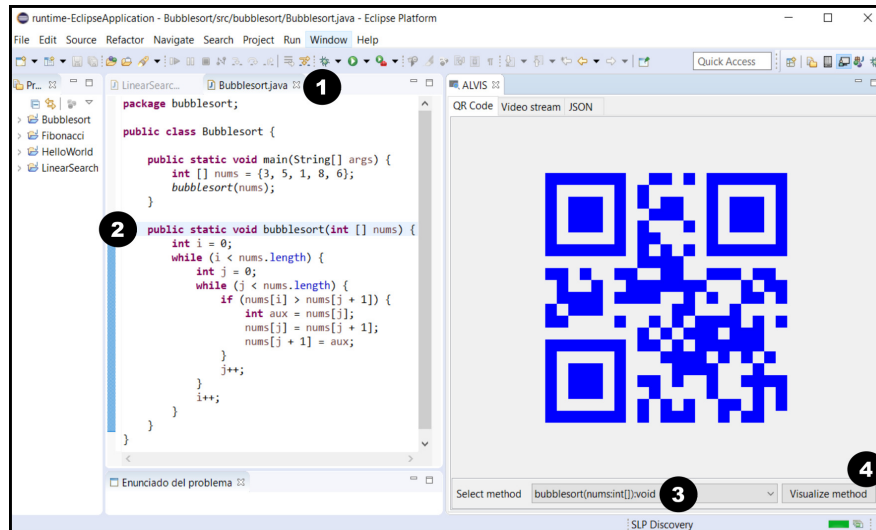 runtime-EclipseApplication - Bubblesort/src/bubblesort/Bubblesort.java - Eclipse Platform
File Edit Source Refactor Navigate Search Project Run Window Help
Quick Access
Pr...
LinearSearc...
Bubblesort.java
1
ALVIS
QR Code Video stream JSON
Bubblesort
Fibonacci
HelloWorld
LinearSearch
package bubblesort;
public class Bubblesort {
public static void main(String[] args) {
int [] nums = {3, 5, 1, 8, 6};
bubblesort(nums);
}
2
public static void bubblesort(int [] nums) {
int i = 0;
while (i < nums.length) {
int j = 0;
while (j < nums.length) {
if (nums[i] > nums[j + 1]) {
int aux = nums[j];
nums[j] = nums[j + 1];
nums[j + 1] = aux;
}
j++;
}
i++;
}
}
}
Enunciado del problema
4
Select method bubblesort(nums:int[]):void 3 Visualize method
SLP Discovery